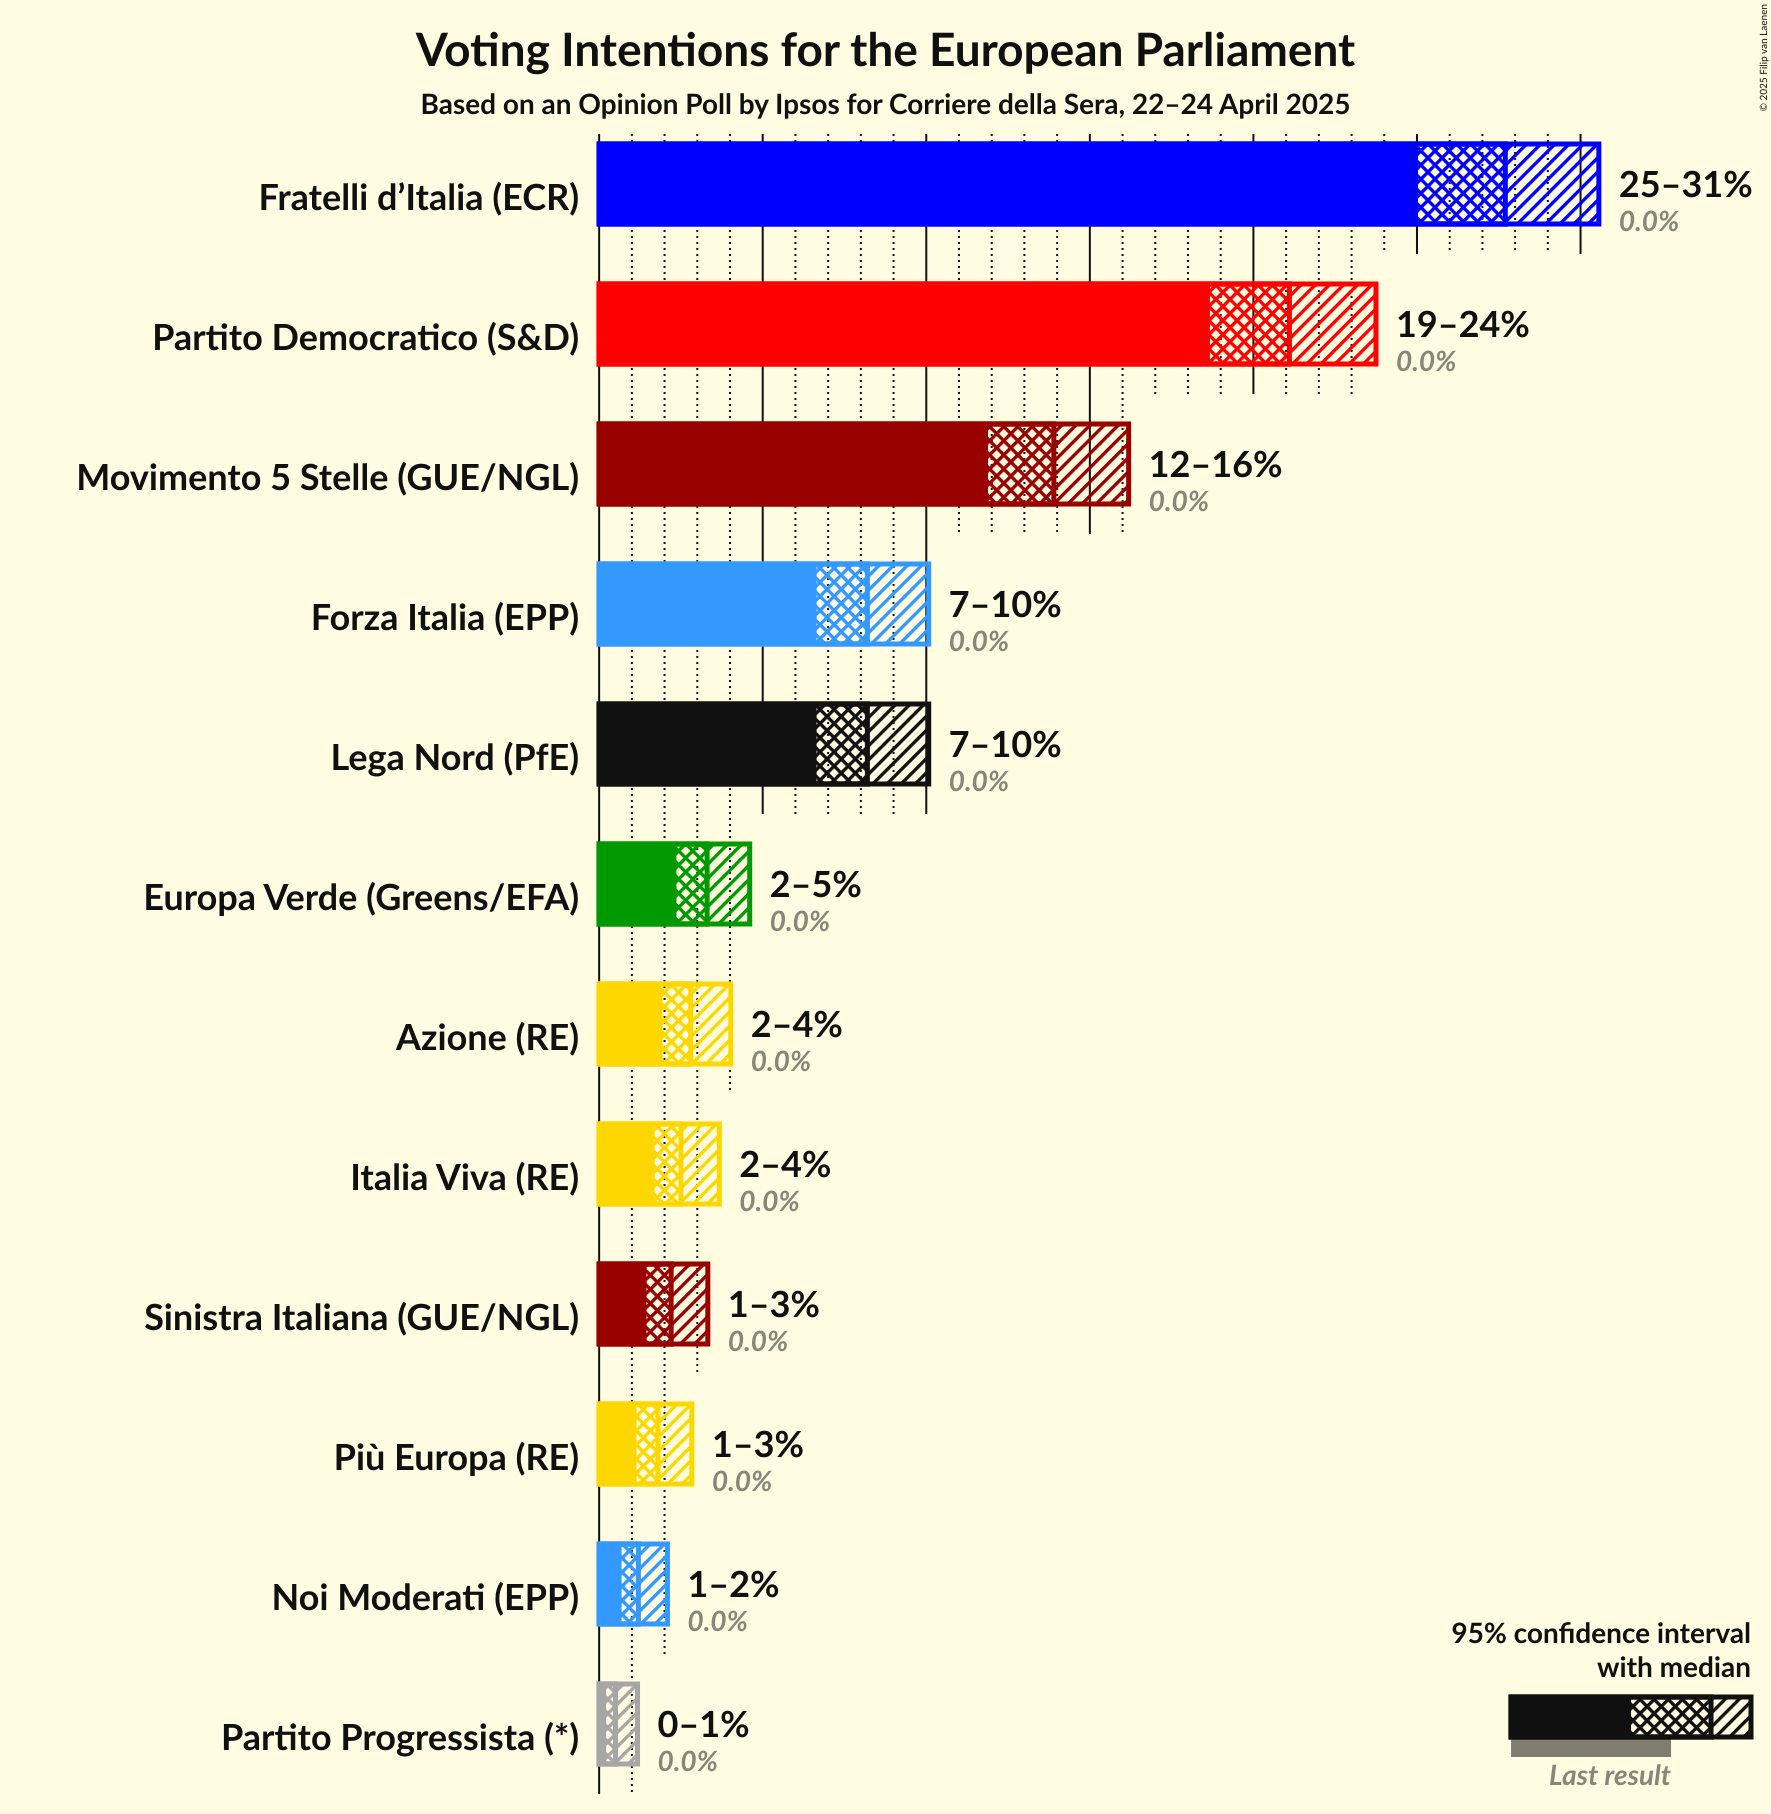 Voting Intentions for the European Parliament
Based on an Opinion Poll by Ipsos for Corriere della Sera, 22–24 April 2025
© 2025 Filip van Laenen
Fratelli d’Italia (ECR)
25–31%
0.0%
Partito Democratico (S&D)
19–24%
0.0%
Movimento 5 Stelle (GUE/NGL)
12–16%
0.0%
Forza Italia (EPP)
7–10%
0.0%
Lega Nord (PfE)
7–10%
0.0%
Europa Verde (Greens/EFA)
2–5%
0.0%
Azione (RE)
2–4%
0.0%
Italia Viva (RE)
2–4%
0.0%
Sinistra Italiana (GUE/NGL)
1–3%
0.0%
Più Europa (RE)
1–3%
0.0%
Noi Moderati (EPP)
1–2%
0.0%
Partito Progressista (*)
0–1%
0.0%
95% confidence interval
with median
Last result